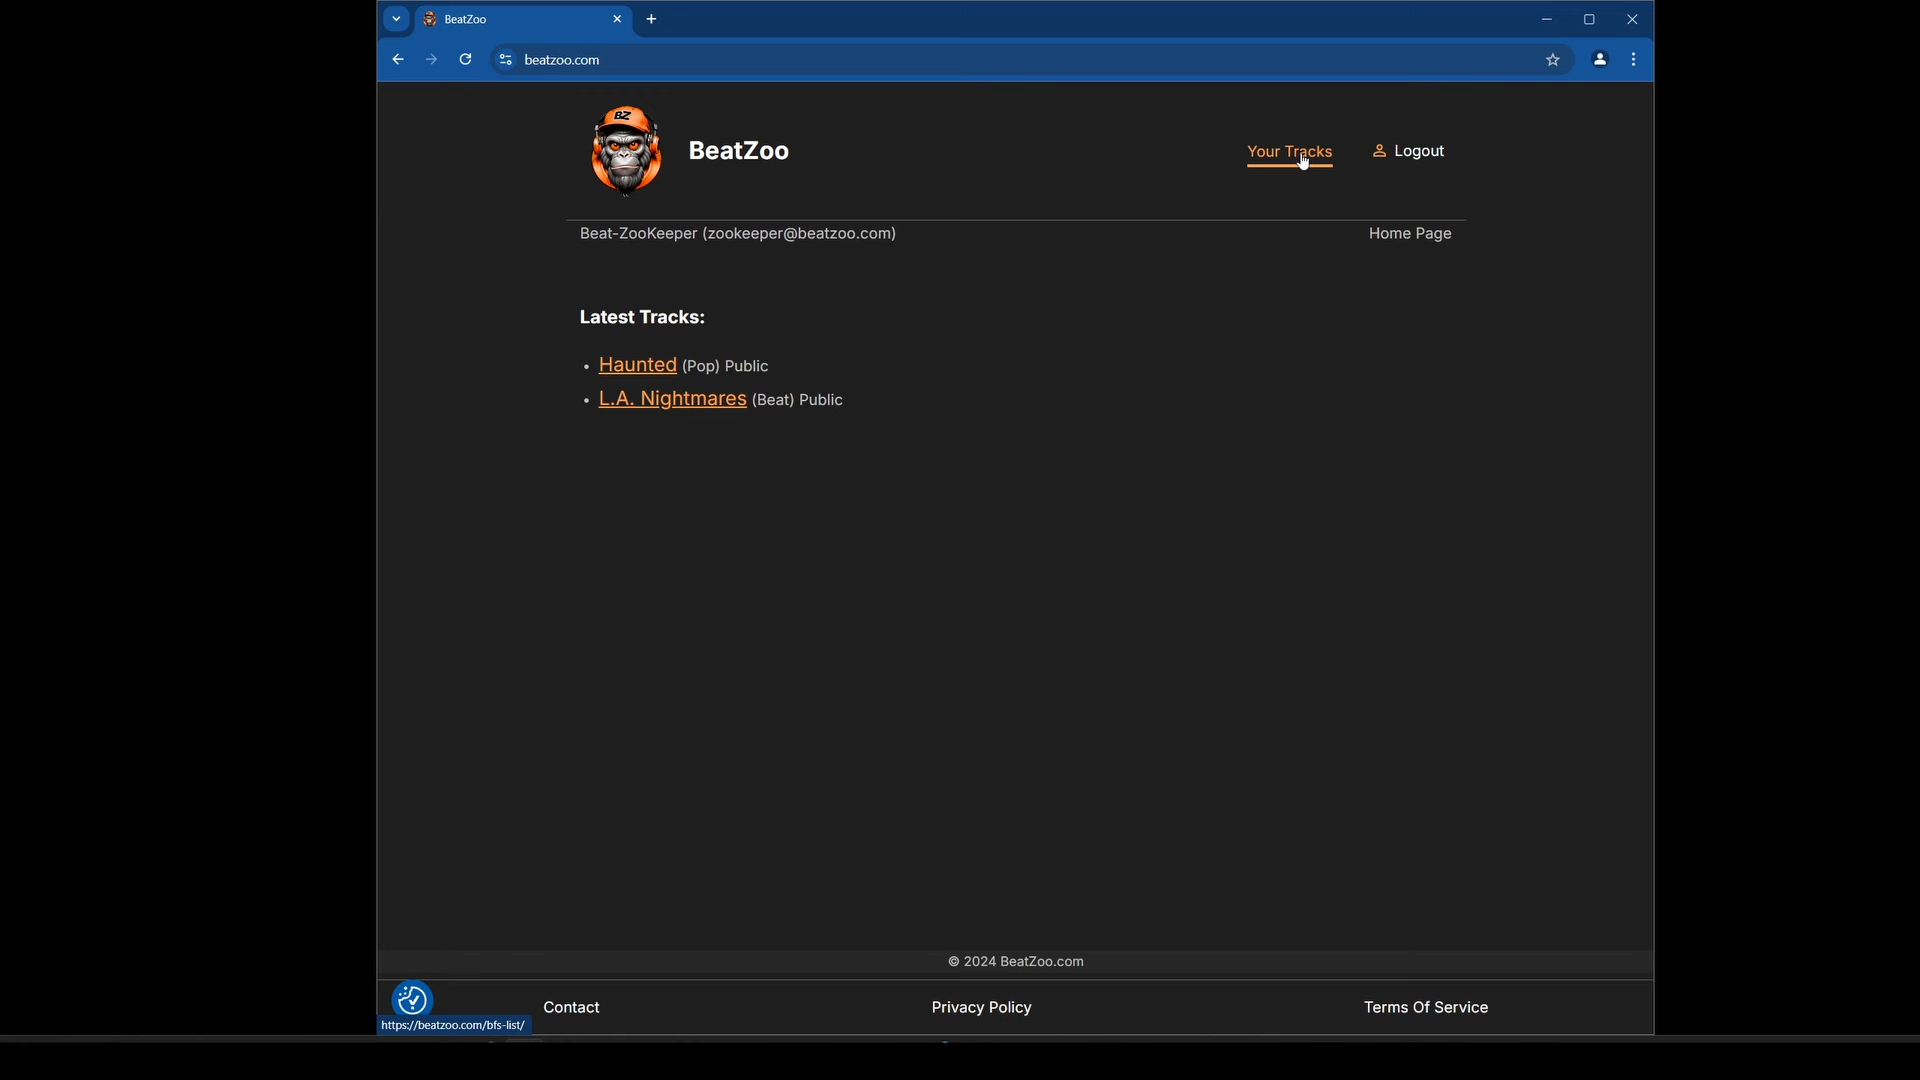 BeatZoo
beatzoo.com
BZ
BeatZoo
Your Tracks
Logout
Beat-ZooKeeper (zookeeper@beatzoo.com)
Home Page
Latest Tracks:
• Haunted (Pop) Public
• L.A. Nightmares (Beat) Public
© 2024 BeatZoo.com
Contact
Privacy Policy
Terms Of Service
https://beatzoo.com/bfs-list/